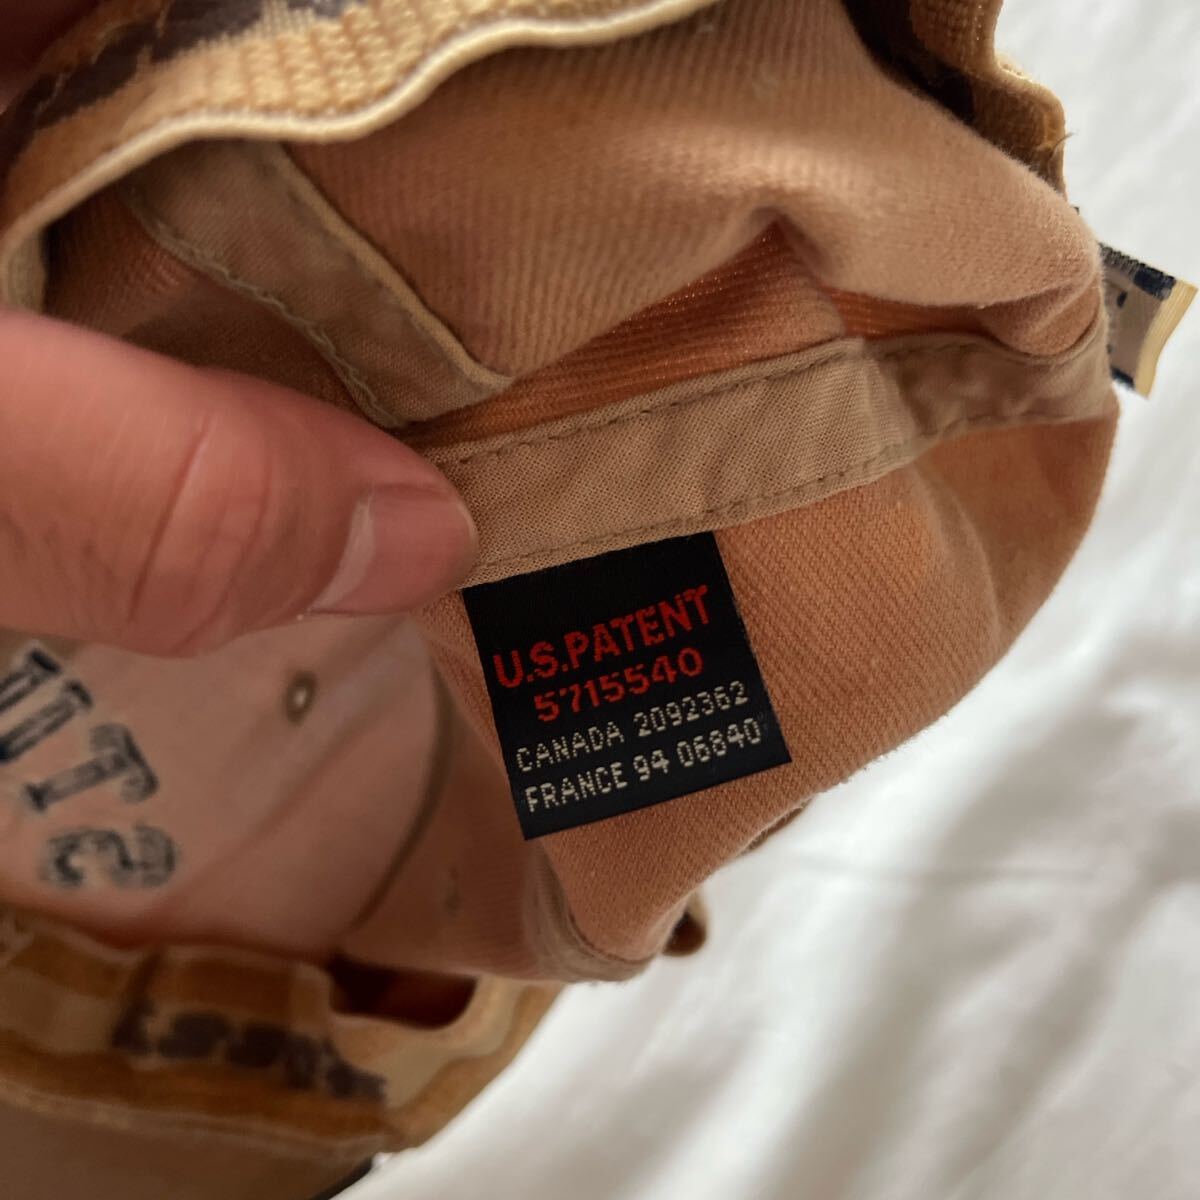 U.S.PATENT
5715540
CANADA 2092362
FRANCE 94 06840